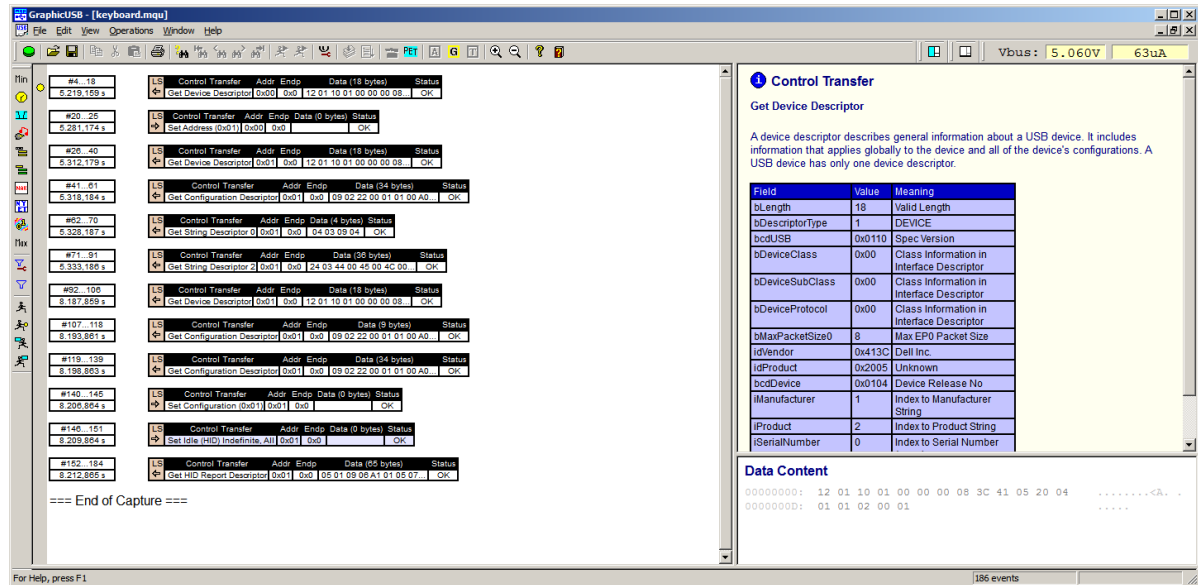 GraphicUSB - [keyboard.mqu]
File Edit View Operations Window Help
PET A G T
Vbus: 5.060V 63uA
Min
NAK
Max
#4...18 LS Control Transfer Addr Endp Data (18 bytes) Status
5.219,159 s Get Device Descriptor 0x00 0x0 12 01 10 01 00 00 00 08... OK
#20...25 LS Control Transfer Addr Endp Data (0 bytes) Status
5.281,174 s Set Address (0x01) 0x00 0x0 OK
#26...40 LS Control Transfer Addr Endp Data (18 bytes) Status
5.312,179 s Get Device Descriptor 0x01 0x0 12 01 10 01 00 00 00 08... OK
#41...61 LS Control Transfer Addr Endp Data (34 bytes) Status
5.318,184 s Get Configuration Descriptor 0x01 0x0 09 02 22 00 01 01 00 A0... OK
#62...70 LS Control Transfer Addr Endp Data (4 bytes) Status
5.328,187 s Get String Descriptor 0 0x01 0x0 04 03 09 04 OK
#71...91 LS Control Transfer Addr Endp Data (36 bytes) Status
5.333,186 s Get String Descriptor 2 0x01 0x0 24 03 44 00 45 00 4C 00... OK
#92...106 LS Control Transfer Addr Endp Data (18 bytes) Status
8.187,859 s Get Device Descriptor 0x01 0x0 12 01 10 01 00 00 00 08... OK
#107...118 LS Control Transfer Addr Endp Data (9 bytes) Status
8.193,861 s Get Configuration Descriptor 0x01 0x0 09 02 22 00 01 01 00 A0... OK
#119...139 LS Control Transfer Addr Endp Data (34 bytes) Status
8.198,863 s Get Configuration Descriptor 0x01 0x0 09 02 22 00 01 01 00 A0... OK
#140...145 LS Control Transfer Addr Endp Data (0 bytes) Status
8.206,864 s Set Configuration (0x01) 0x01 0x0 OK
#146...151 LS Control Transfer Addr Endp Data (0 bytes) Status
8.209,864 s Set Idle (HID) Indefinite, All 0x01 0x0 OK
#152...184 LS Control Transfer Addr Endp Data (65 bytes) Status
8.212,865 s Get HID Report Descriptor 0x01 0x0 05 01 09 06 A1 01 05 07... OK
=== End of Capture ===
Control Transfer
Get Device Descriptor
A device descriptor describes general information about a USB device. It includes
information that applies globally to the device and all of the device's configurations. A
USB device has only one device descriptor.
Field Value Meaning
bLength 18 Valid Length
bDescriptorType 1 DEVICE
bcdUSB 0x0110 Spec Version
bDeviceClass 0x00 Class Information in
Interface Descriptor
bDeviceSubClass 0x00 Class Information in
Interface Descriptor
bDeviceProtocol 0x00 Class Information in
Interface Descriptor
bMaxPacketSize0 8 Max EP0 Packet Size
idVendor 0x413C Dell Inc.
idProduct 0x2005 Unknown
bcdDevice 0x0104 Device Release No
iManufacturer 1 Index to Manufacturer
String
iProduct 2 Index to Product String
iSerialNumber 0 Index to Serial Number
Data Content
00000000: 12 01 10 01 00 00 00 08 3C 41 05 20 04 ........<A. .
0000000D: 01 01 02 00 01 .....
For Help, press F1
186 events